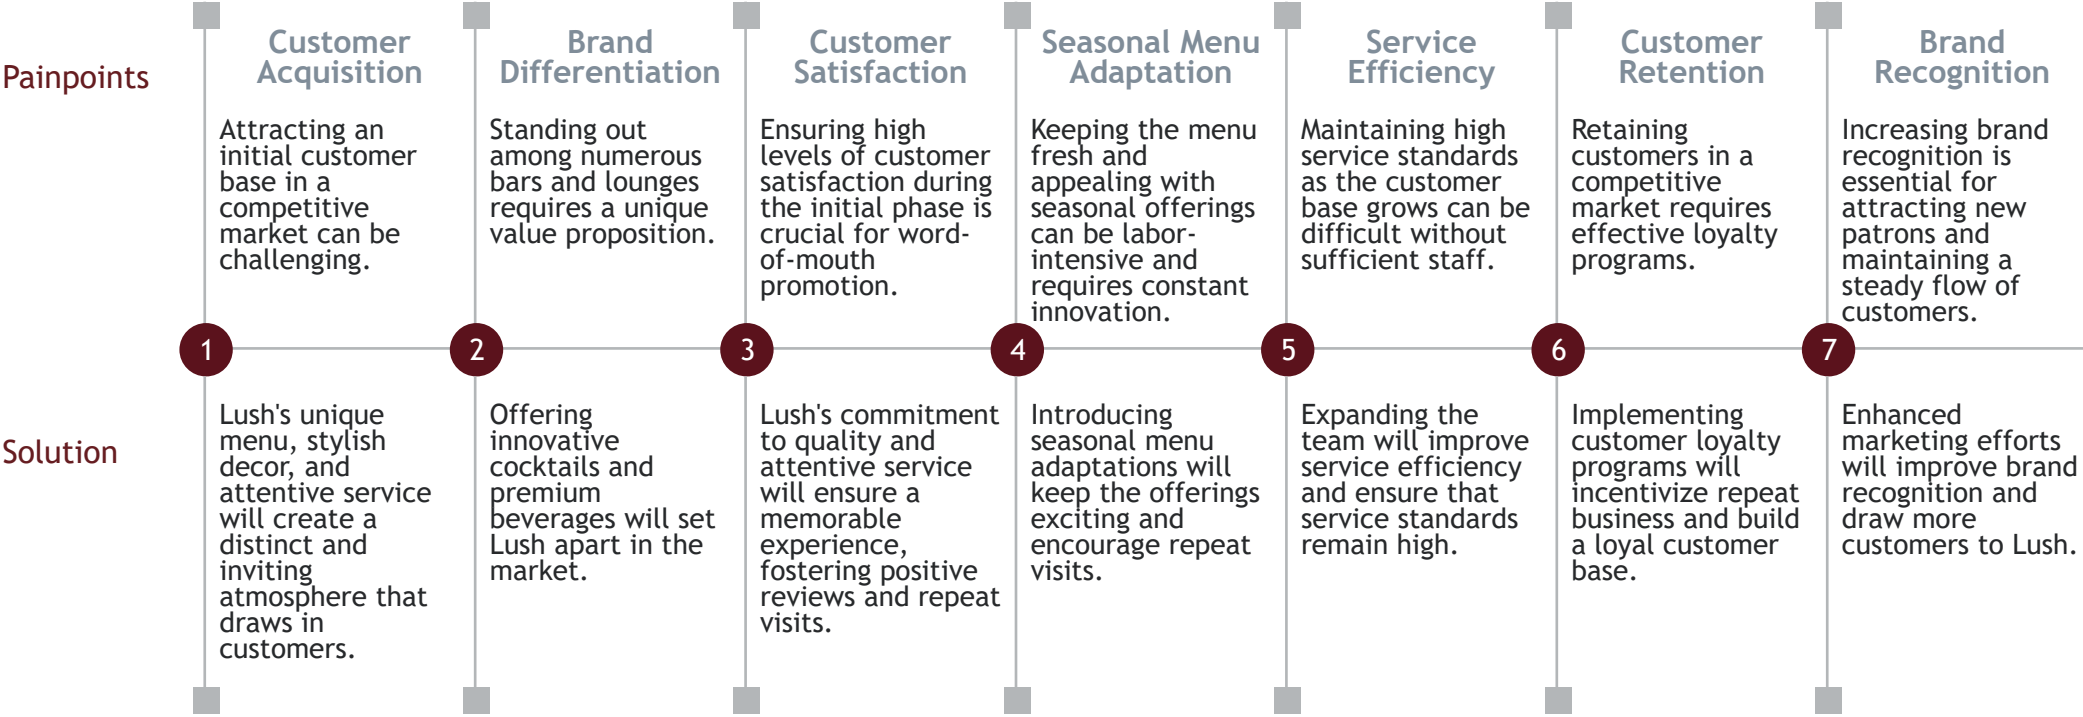 Painpoints
Customer
Acquisition
Attracting an
initial customer
base in a
competitive
market can be
challenging.
Brand
Differentiation
Standing out
among numerous
bars and lounges
requires a unique
value proposition.
Customer
Satisfaction
Ensuring high
levels of customer
satisfaction during
the initial phase is
crucial for word-
of-mouth
promotion.
Seasonal Menu
Adaptation
Keeping the menu
fresh and
appealing with
seasonal offerings
can be labor-
intensive and
requires constant
innovation.
Service
Efficiency
Maintaining high
service standards
as the customer
base grows can be
difficult without
sufficient staff.
Customer
Retention
Retaining
customers in a
competitive
market requires
effective loyalty
programs.
Brand
Recognition
Increasing brand
recognition is
essential for
attracting new
patrons and
maintaining a
steady flow of
customers.
1
2
3
4
5
6
7
Solution
Lush's unique
menu, stylish
decor, and
attentive service
will create a
distinct and
inviting
atmosphere that
draws in
customers.
Offering
innovative
cocktails and
premium
beverages will set
Lush apart in the
market.
Lush's commitment
to quality and
attentive service
will ensure a
memorable
experience,
fostering positive
reviews and repeat
visits.
Introducing
seasonal menu
adaptations will
keep the offerings
exciting and
encourage repeat
visits.
Expanding the
team will improve
service efficiency
and ensure that
service standards
remain high.
Implementing
customer loyalty
programs will
incentivize repeat
business and build
a loyal customer
base.
Enhanced
marketing efforts
will improve brand
recognition and
draw more
customers to Lush.